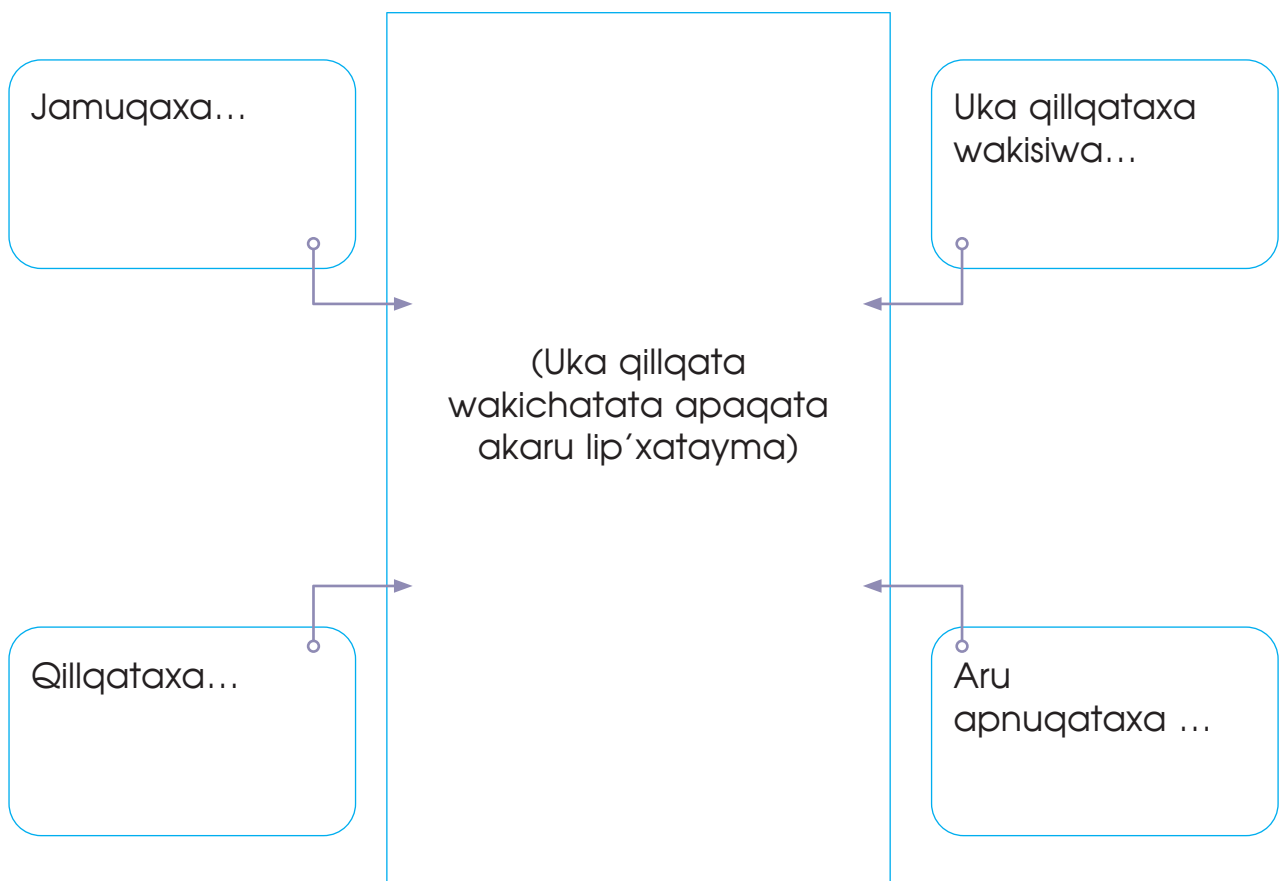 Jamuqaxa...
Uka qillqataxa
wakisiwa...
(Uka qillqata
wakichatata apaqata
akaru lip'xatayma)
Qillqataxa...
Aru
apnuqataxa ...